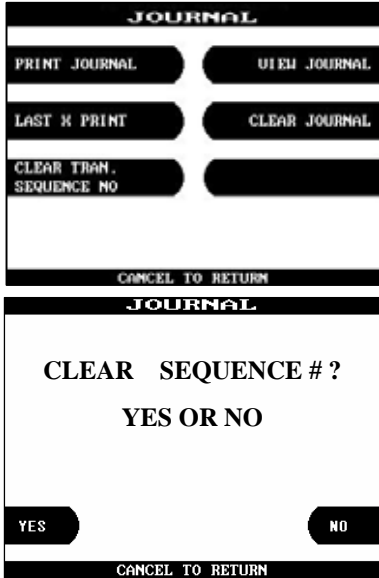 JOURNAL
PRINT JOURNAL
VIEW JOURNAL
LAST X PRINT
CLEAR JOURNAL
CLEAR TRAN.
SEQUENCE NO
CANCEL TO RETURN
JOURNAL
CLEAR SEQUENCE # ?
YES OR NO
YES
NO
CANCEL TO RETURN